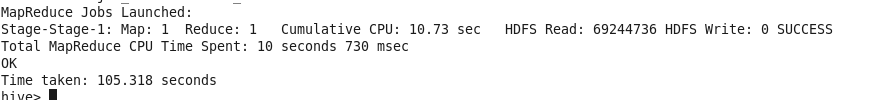 MapReduce Jobs Launched:
Stage-Stage-1: Map: 1  Reduce: 1   Cumulative CPU: 10.73 sec   HDFS Read: 69244736 HDFS Write: 0 SUCCESS
Total MapReduce CPU Time Spent: 10 seconds 730 msec
OK
Time taken: 105.318 seconds
hive>